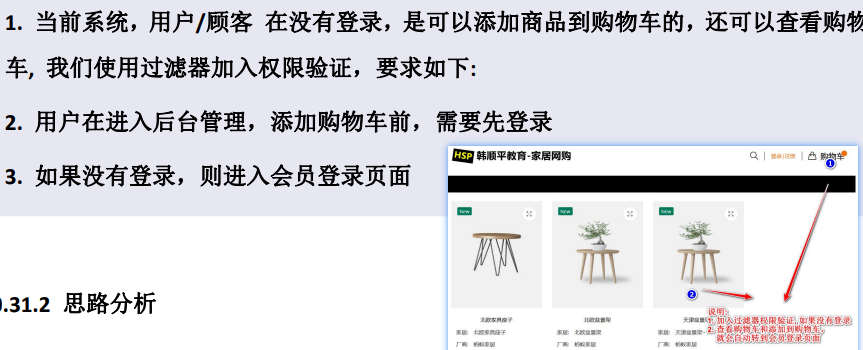 1. 当前系统，用户/顾客 在没有登录，是可以添加商品到购物车的，还可以查看购物
车, 我们使用过滤器加入权限验证，要求如下:
2. 用户在进入后台管理，添加购物车前，需要先登录
3. 如果没有登录，则进入会员登录页面
HSP 韩顺平教育-家居网购
登录|注册
购物车
1
New
New
New
2
说明：
1. 加入过滤器权限验证, 如果没有登录
2. 查看购物车和添加到购物车,
就会自动转到会员登录页面
北欧家具座子
北欧盆景架
天津盆景
家居: 北欧家具座子
家居: 北欧盆景架
家居: 天津盆景
厂商: 蚂蚁家居
厂商: 蚂蚁家居
厂商: 蚂蚁家居
0.31.2 思路分析